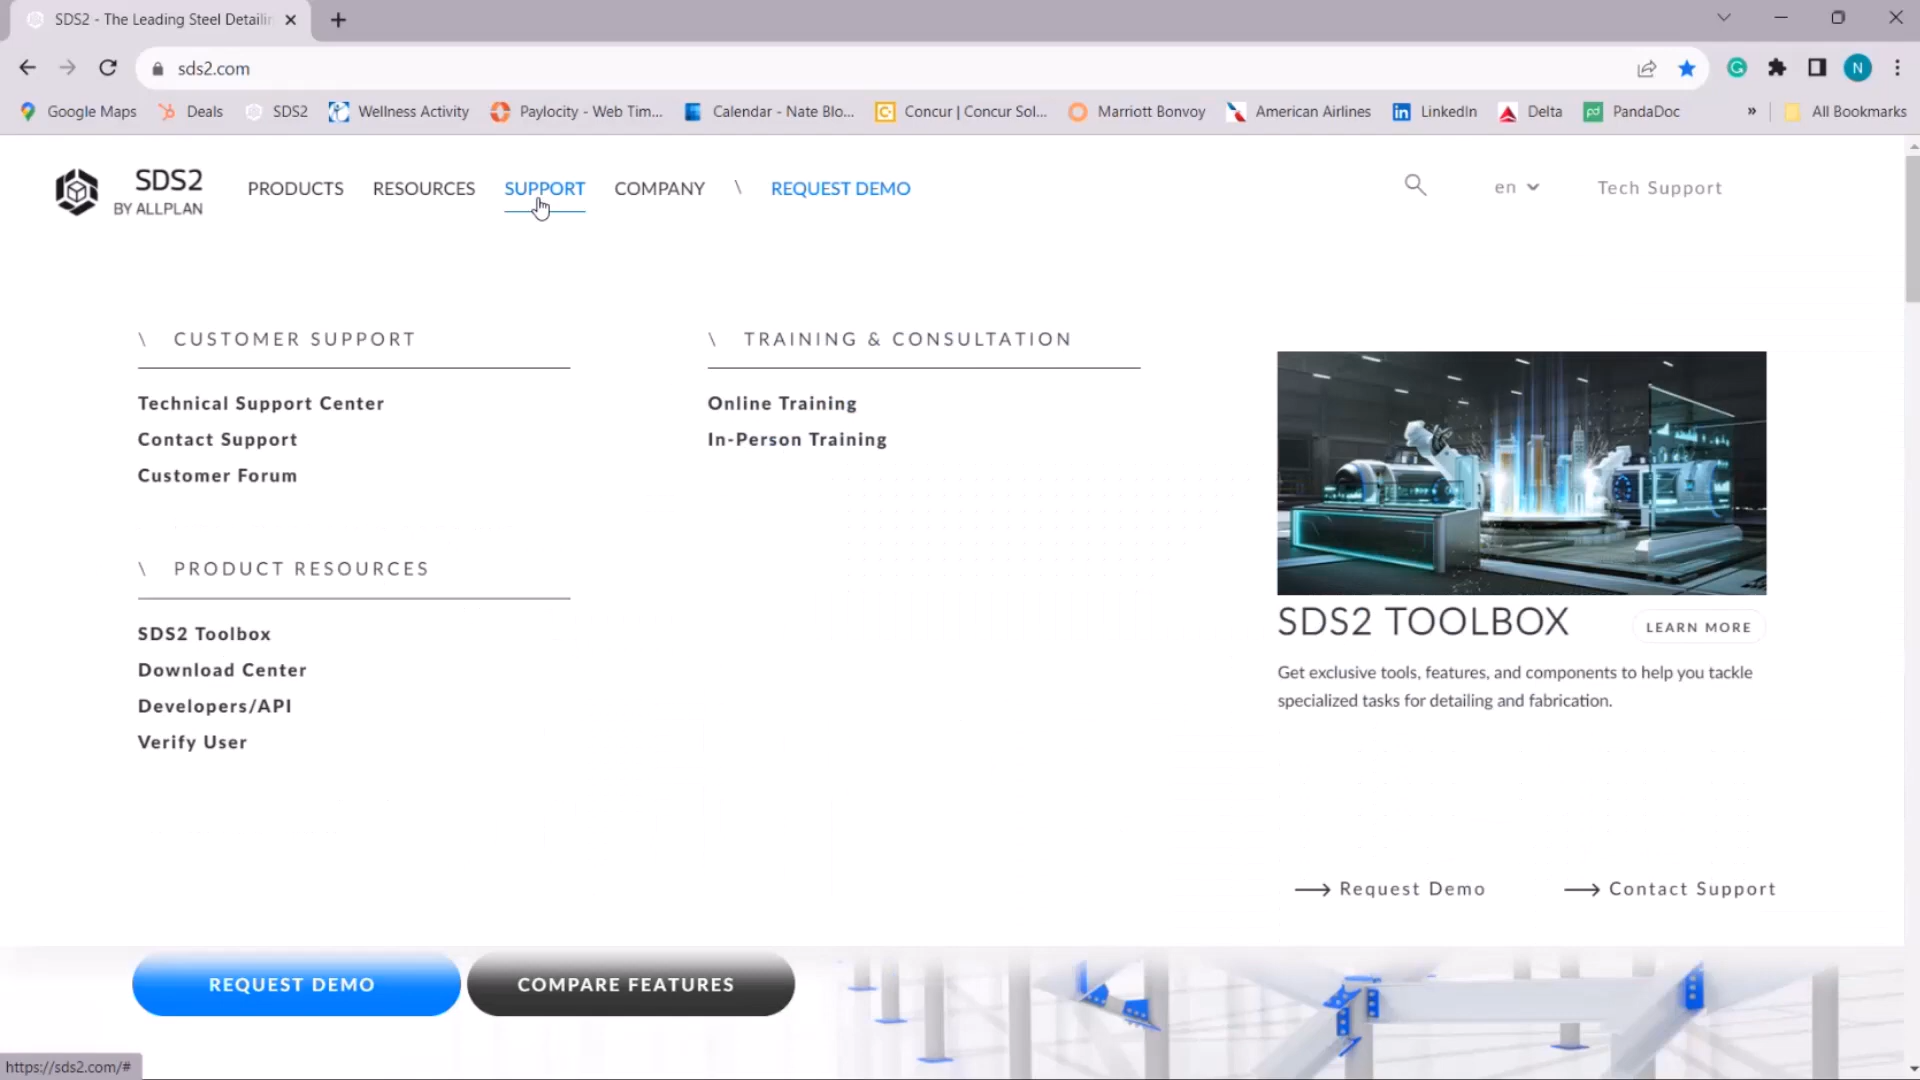 SDS2 - The Leading Steel Detailin
sds2.com
N
Google Maps
Deals
SDS2
Wellness Activity
Paylocity - Web Tim...
Calendar - Nate Blo...
Concur | Concur Sol...
Marriott Bonvoy
American Airlines
LinkedIn
Delta
PandaDoc
»
All Bookmarks
SDS2
BY ALLPLAN
PRODUCTS
RESOURCES
SUPPORT
COMPANY
\
REQUEST DEMO
en
Tech Support
\ CUSTOMER SUPPORT
Technical Support Center
Contact Support
Customer Forum
\ PRODUCT RESOURCES
SDS2 Toolbox
Download Center
Developers/API
Verify User
\ TRAINING & CONSULTATION
Online Training
In-Person Training
SDS2 TOOLBOX
LEARN MORE
Get exclusive tools, features, and components to help you tackle
specialized tasks for detailing and fabrication.
Request Demo
Contact Support
REQUEST DEMO
COMPARE FEATURES
https://sds2.com/#